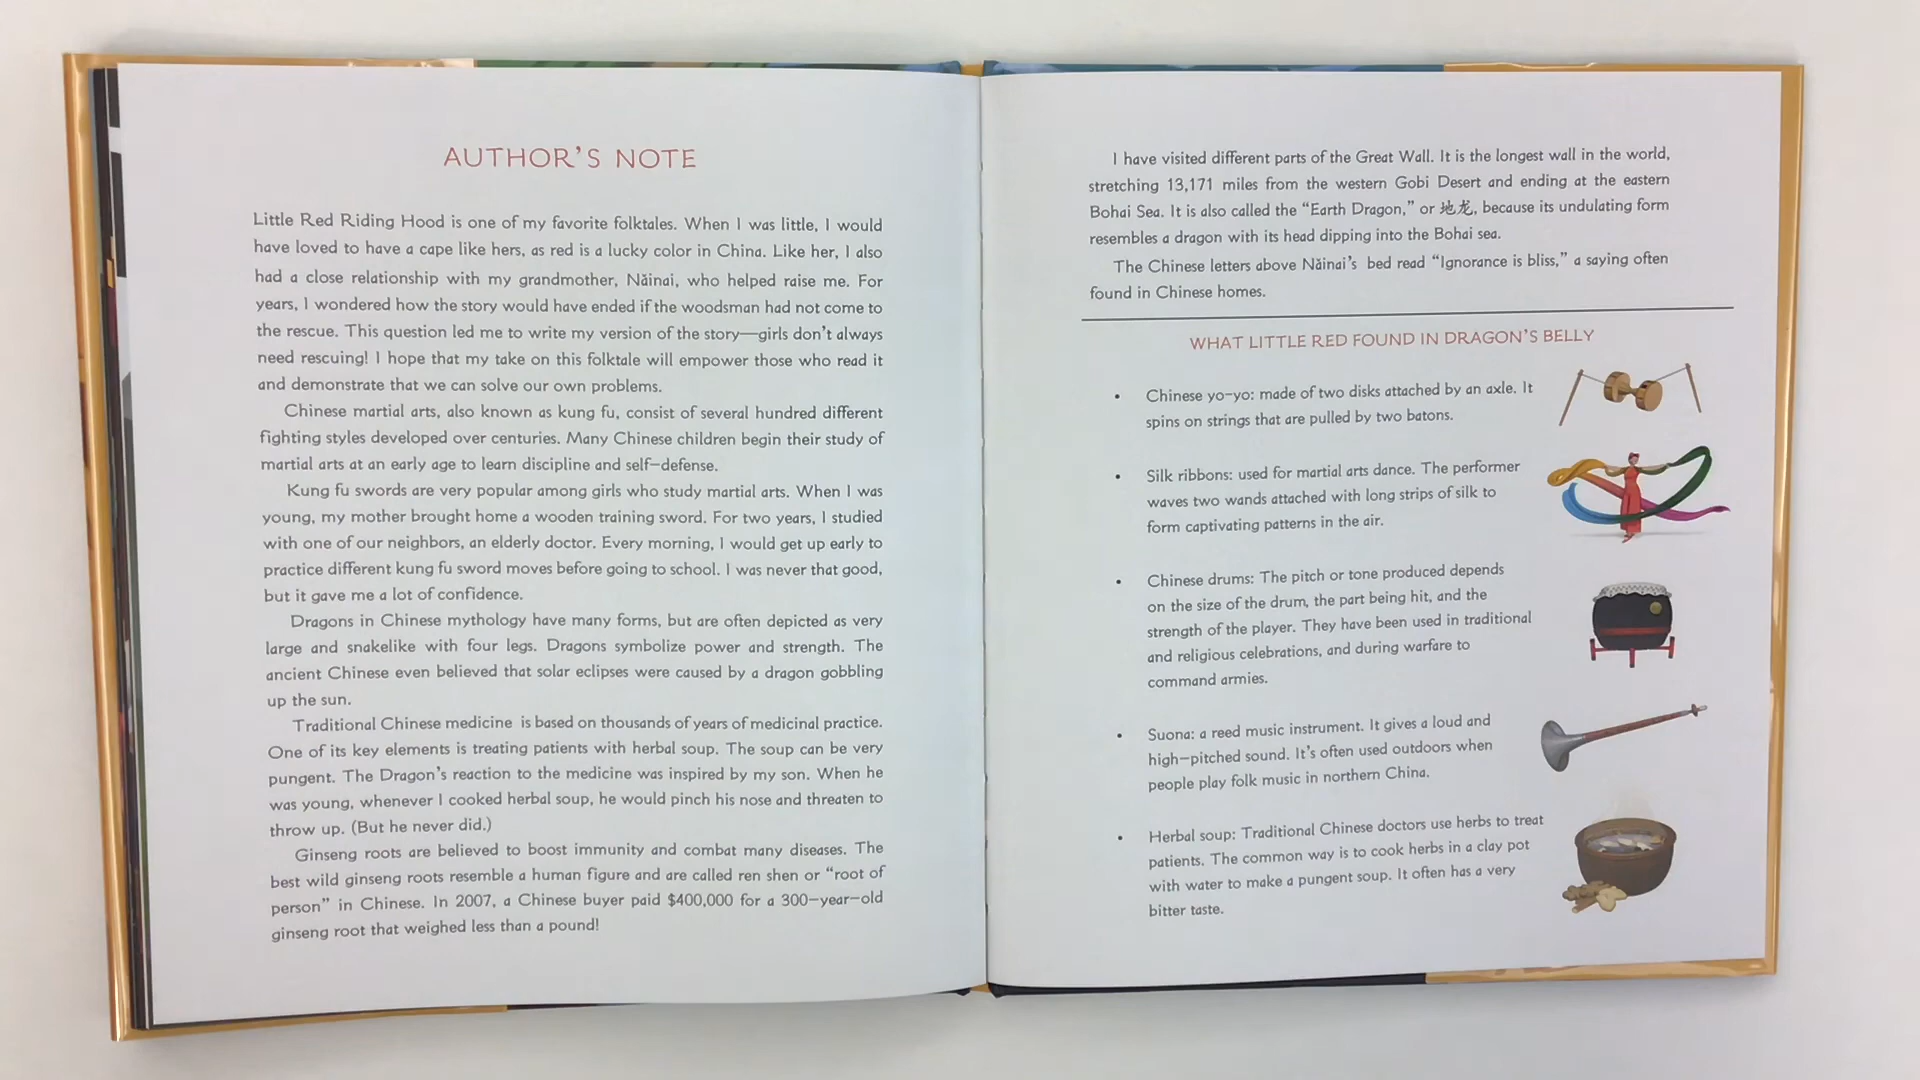 AUTHOR'S NOTE
Little Red Riding Hood is one of my favorite folktales. When I was little, I would
have loved to have a cape like hers, as red is a lucky color in China. Like her, I also
had a close relationship with my grandmother, Năinai, who helped raise me. For
years, I wondered how the story would have ended if the woodsman had not come to
the rescue. This question led me to write my version of the story—girls don't always
need rescuing! I hope that my take on this folktale will empower those who read it
and demonstrate that we can solve our own problems.
Chinese martial arts, also known as kung fu, consist of several hundred different
fighting styles developed over centuries. Many Chinese children begin their study of
martial arts at an early age to learn discipline and self-defense.
Kung fu swords are very popular among girls who study martial arts. When I was
young, my mother brought home a wooden training sword. For two years, I studied
with one of our neighbors, an elderly doctor. Every morning, I would get up early to
practice different kung fu sword moves before going to school. I was never that good,
but it gave me a lot of confidence.
Dragons in Chinese mythology have many forms, but are often depicted as very
large and snakelike with four legs. Dragons symbolize power and strength. The
ancient Chinese even believed that solar eclipses were caused by a dragon gobbling
up the sun.
Traditional Chinese medicine is based on thousands of years of medicinal practice.
One of its key elements is treating patients with herbal soup. The soup can be very
pungent. The Dragon's reaction to the medicine was inspired by my son. When he
was young, whenever I cooked herbal soup, he would pinch his nose and threaten to
throw up. (But he never did.)
Ginseng roots are believed to boost immunity and combat many diseases. The
best wild ginseng roots resemble a human figure and are called ren shen or "root of
person" in Chinese. In 2007, a Chinese buyer paid $400,000 for a 300-year-old
ginseng root that weighed less than a pound!
I have visited different parts of the Great Wall. It is the longest wall in the world,
stretching 13,171 miles from the western Gobi Desert and ending at the eastern
Bohai Sea. It is also called the "Earth Dragon," or 地龙, because its undulating form
resembles a dragon with its head dipping into the Bohai sea.
The Chinese letters above Năinai's bed read "Ignorance is bliss," a saying often
found in Chinese homes.
WHAT LITTLE RED FOUND IN DRAGON'S BELLY
• Chinese yo-yo: made of two disks attached by an axle. It
spins on strings that are pulled by two batons.
• Silk ribbons: used for martial arts dance. The performer
waves two wands attached with long strips of silk to
form captivating patterns in the air.
• Chinese drums: The pitch or tone produced depends
on the size of the drum, the part being hit, and the
strength of the player. They have been used in traditional
and religious celebrations, and during warfare to
command armies.
• Suona: a reed music instrument. It gives a loud and
high-pitched sound. It's often used outdoors when
people play folk music in northern China.
• Herbal soup: Traditional Chinese doctors use herbs to treat
patients. The common way is to cook herbs in a clay pot
with water to make a pungent soup. It often has a very
bitter taste.